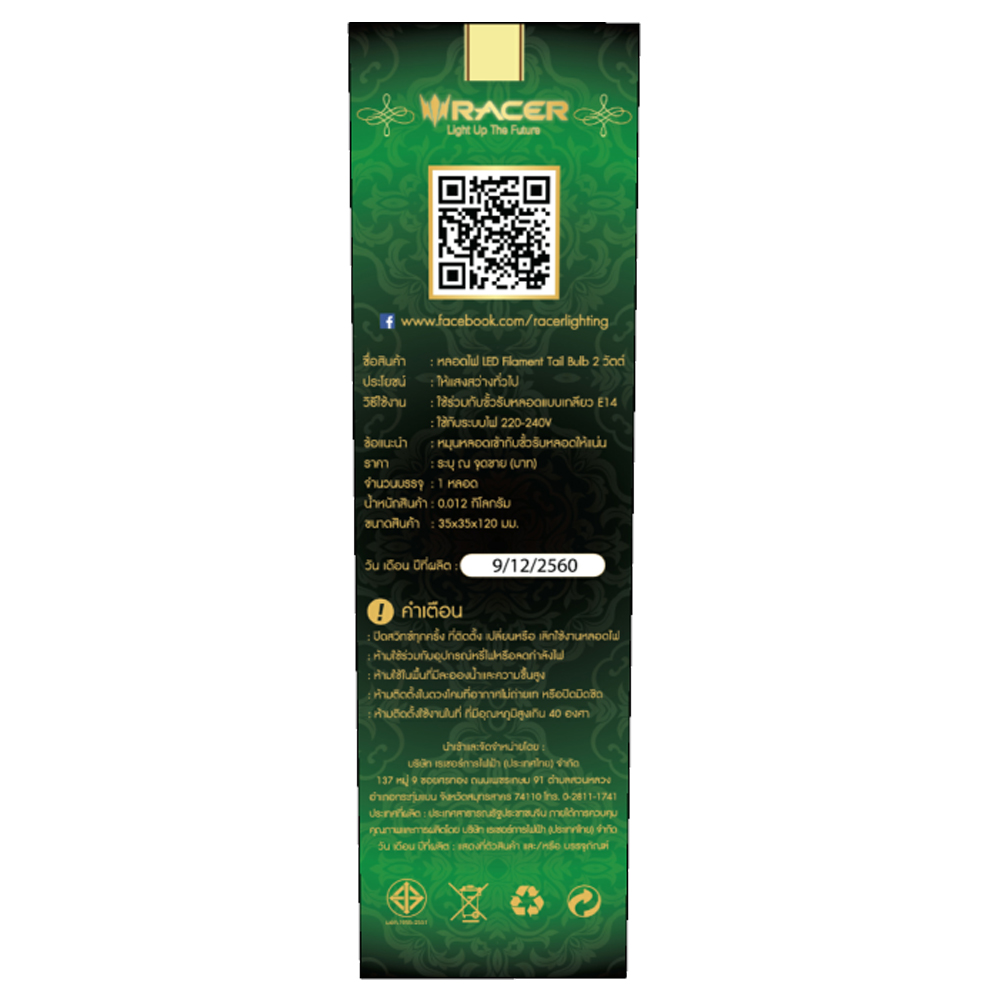 RACER
Light Up The Future
www.facebook.com/racerlighting
ชื่อสินค้า : หลอดไฟ LED Filament Tail Bulb 2 วัตต์
ประโยชน์ : ให้แสงสว่างทั่วไป
วิธีใช้งาน : ใช้ร่วมกับขั้วรับหลอดแบบเกลียว E14
: ใช้กับระบบไฟ 220-240V
ข้อแนะนำ : หมุนหลอดเข้ากับขั้วรับหลอดให้แน่น
ราคา : ระบุ ณ จุดขาย (บาท)
จำนวนบรรจุ : 1 หลอด
น้ำหนักสินค้า : 0.012 กิโลกรัม
ขนาดสินค้า : 35x35x120 มม.
วัน เดือน ปีที่ผลิต : 9/12/2560
! คำเตือน
: ปิดสวิทซ์ทุกครั้ง ที่ติดตั้ง เปลี่ยนหรือ เลิกใช้งานหลอดไฟ
: ห้ามใช้ร่วมกับอุปกรณ์หรี่ไฟหรือลดกำลังไฟ
: ห้ามใช้ในพื้นที่มีละอองน้ำและความชื้นสูง
: ห้ามติดตั้งในดวงโคมที่อากาศไม่ถ่ายเท หรือปิดมิดชิด
: ห้ามติดตั้งใช้งานในที่ ที่มีอุณหภูมิสูงเกิน 40 องศา
นำเข้าและจัดจำหน่ายโดย :
บริษัท เรเซอร์การไฟฟ้า (ประเทศไทย) จำกัด
137 หมู่ 9 ซอยศรทอง ถนนเพชรเกษม 91 ตำบลสวนหลวง
อำเภอกระทุ่มแบน จังหวัดสมุทรสาคร 74110 โทร. 0-2811-1741
ประเทศที่ผลิต : ประเทศสาธารณรัฐประชาชนจีน ภายใต้การควบคุม
คุณภาพและการผลิตโดย บริษัท เรเซอร์การไฟฟ้า (ประเทศไทย) จำกัด
วัน เดือน ปีที่ผลิต : แสดงที่ตัวสินค้า และ/หรือ บรรจุภัณฑ์